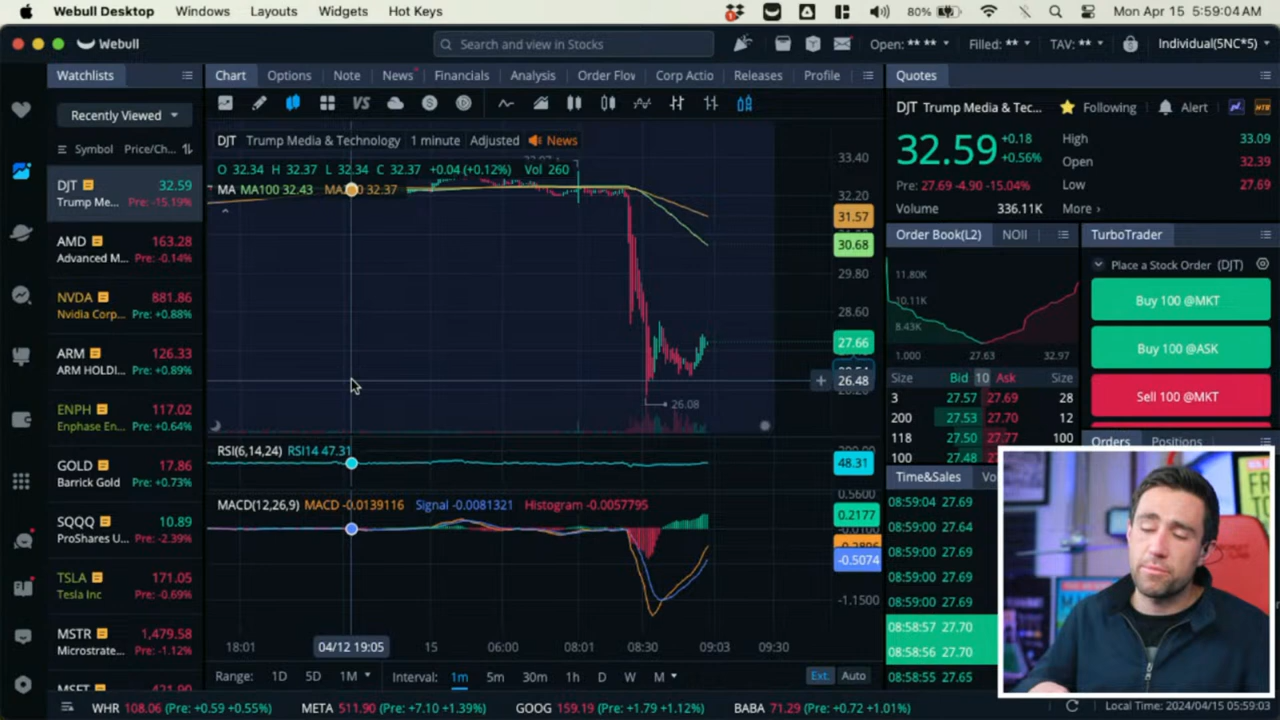 Webull Desktop Windows Layouts Widgets Hot Keys 80% Mon Apr 15 5:59:04 AM
Webull Search and view in Stocks Open: ** ** Filled: ** TAV: ** Individual(5NC*5)
Watchlists
Recently Viewed
Symbol Price/Ch...
DJT 32.59
Trump Me... Pre: -15.19%
AMD 163.28
Advanced M... Pre: -0.14%
NVDA 881.86
Nvidia Corp... Pre: +0.88%
ARM 126.33
ARM HOLDI... Pre: +0.89%
ENPH 117.02
Enphase En... Pre: +0.64%
GOLD 17.86
Barrick Gold Pre: +0.73%
SQQQ 10.89
ProShares U... Pre: -2.39%
TSLA 171.05
Tesla Inc Pre: -0.69%
MSTR 1,479.58
Microstrate... Pre: -1.12%
MSFT 421.90
Chart Options Note News Financials Analysis Order Flov Corp Actio Releases Profile
VS
DJT Trump Media & Technology 1 minute Adjusted News
O 32.34 H 32.37 L 32.34 C 32.37 +0.04 (+0.12%) Vol 260
MA MA100 32.43 32.37
33.40
32.20
31.57
30.68
29.80
28.60
27.66
26.48
26.08
RSI(6,14,24) RSI14 47.31
48.31
MACD(12,26,9) MACD -0.0139116 Signal -0.0081321 Histogram -0.0057795
0.5600
0.2177
-0.5074
-1.1500
18:01 04/12 19:05 15 06:00 08:01 08:30 09:03 09:30
Range: 1D 5D 1M Interval: 1m 5m 30m 1h D W M Ext. Auto
Quotes
DJT Trump Media & Tec... Following Alert
32.59 +0.18
+0.56%
Pre: 27.69 -4.90 -15.04%
Volume 336.11K
High 33.09
Open 32.39
Low 27.69
More
Order Book(L2) NOII
11.80K
10.11K
8.43K
1.000 27.63 32.97
Size Bid 10 Ask Size
3 27.57 27.69 28
200 27.53 27.70 12
118 27.50 27.77 100
100 27.48
TurboTrader
Place a Stock Order (DJT)
Buy 100 @MKT
Buy 100 @ASK
Sell 100 @MKT
Orders Positions
Time&Sales
08:59:04 27.69
08:59:00 27.64
08:59:00 27.69
08:59:00 27.69
08:59:00 27.69
08:58:57 27.70
08:58:56 27.70
08:58:55 27.65
WHR 108.06 (Pre: +0.59 +0.55%) META 511.90 (Pre: +7.10 +1.39%) GOOG 159.19 (Pre: +1.79 +1.12%) BABA 71.29 (Pre: +0.72 +1.01%) Local Time: 2024/04/15 05:59:03